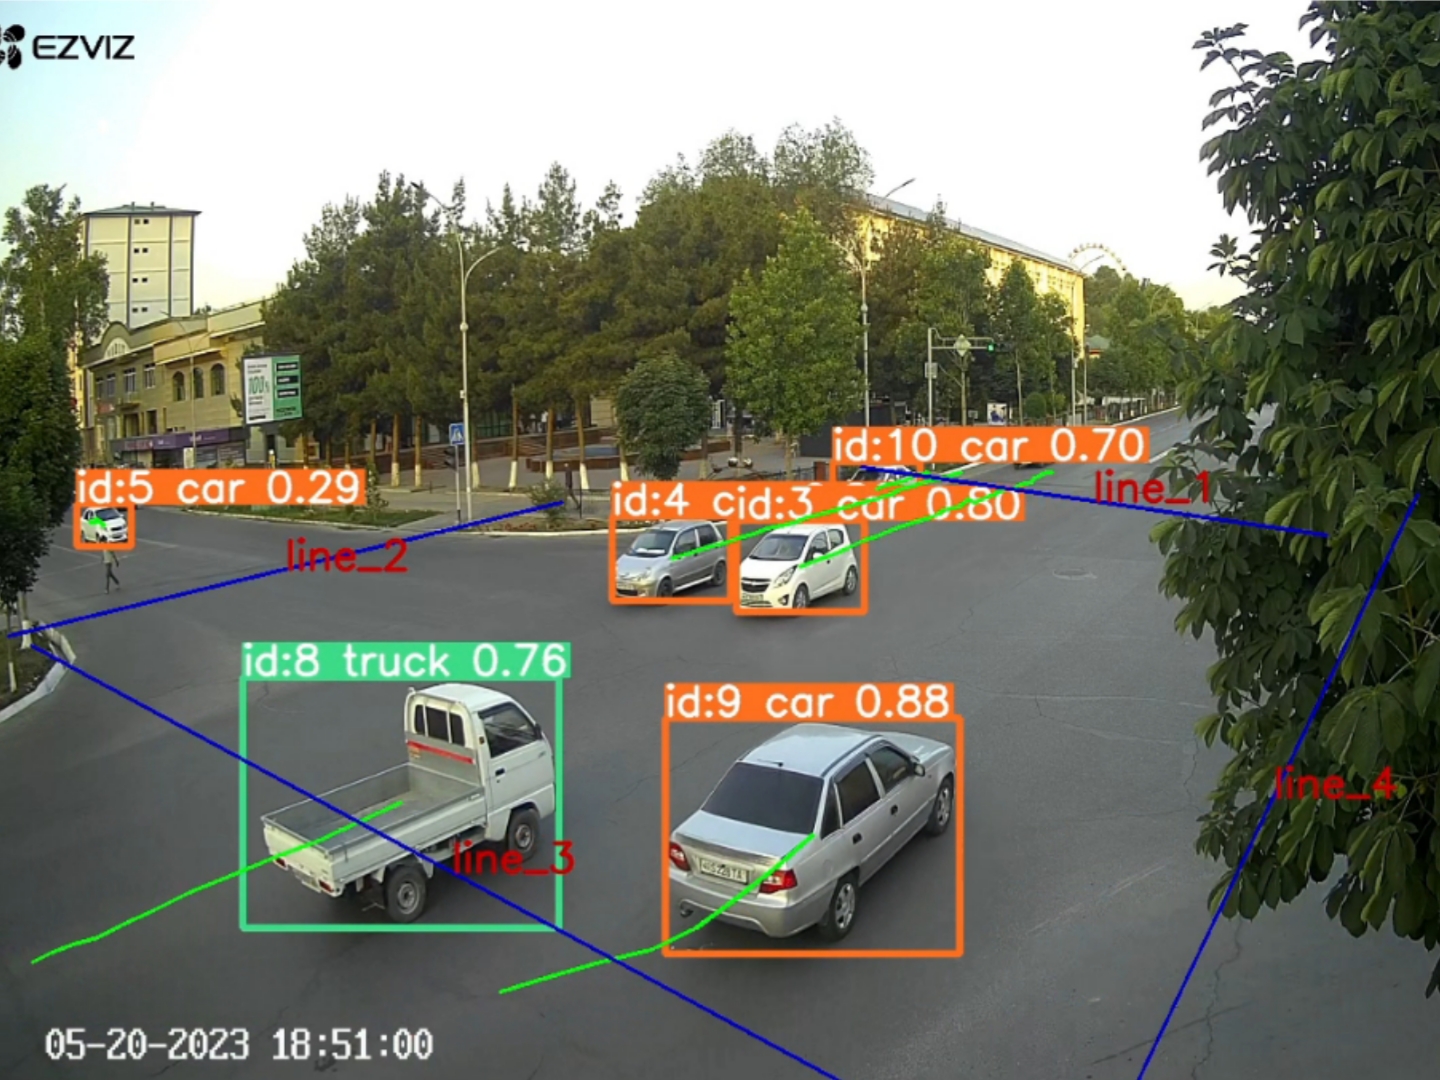 EZVIZ
100%
id:10 car 0.70
id:5 car 0.29
line_1
id:4 c
id:3 car 0.80
line_2
id:8 truck 0.76
id:9 car 0.88
line_4
line_3
05-20-2023 18:51:00